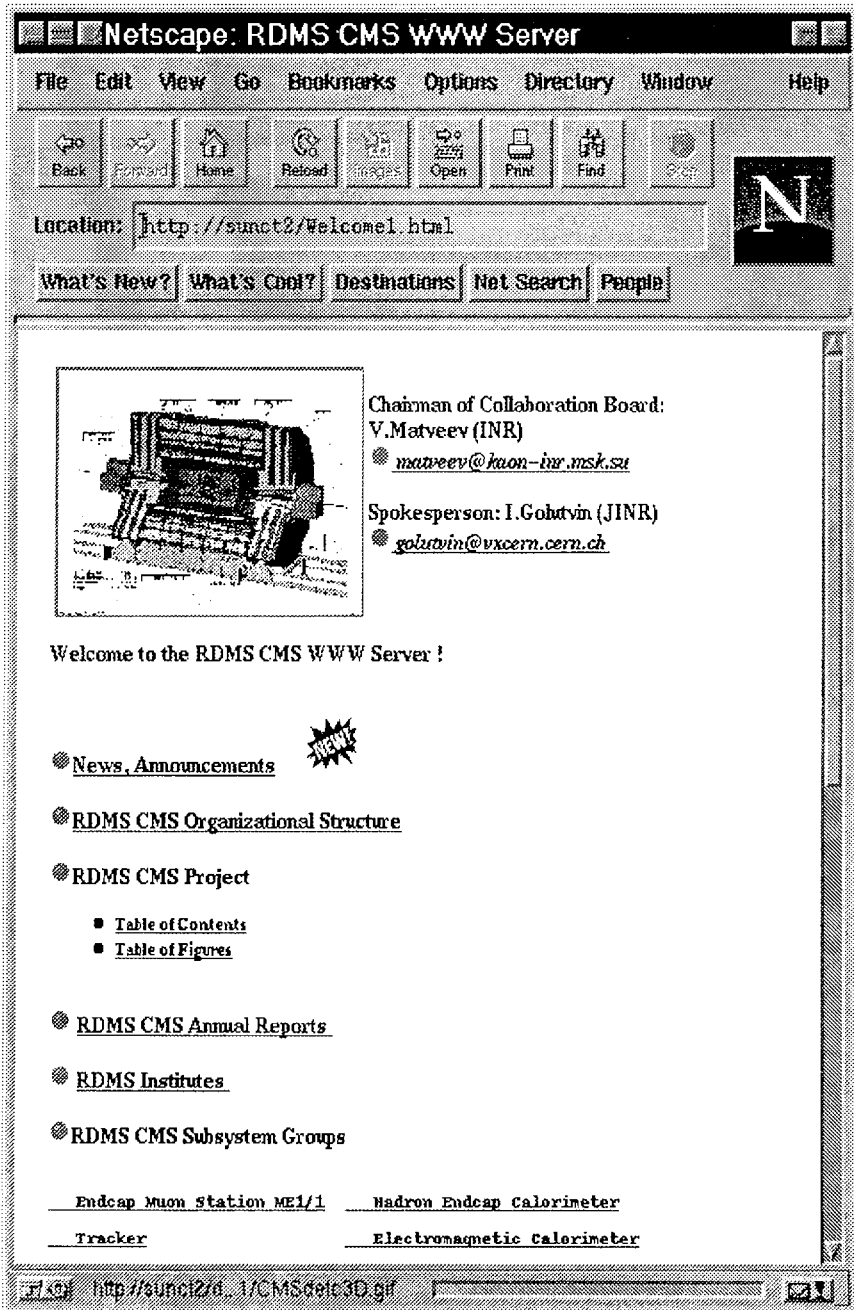 Netscape: RDMS CMS WWW Server
File Edit View Go Bookmarks Options Directory Window Help
Back Forward Home Reload Images Open Print Find Stop
N
Location: http://sunct2/Welcome1.html
What's New? What's Cool? Destinations Net Search People
Chairman of Collaboration Board:
V.Matveev (INR)
matveev@kaon-inr.msk.su
Spokesperson: I.Golutvin (JINR)
golutvin@vxcern.cern.ch
Welcome to the RDMS CMS WWW Server !
NEW!
News, Announcements
RDMS CMS Organizational Structure
RDMS CMS Project
Table of Contents
Table of Figures
RDMS CMS Annual Reports
RDMS Institutes
RDMS CMS Subsystem Groups
Endcap Muon Station ME1/1 Hadron Endcap Calorimeter
Tracker Electromagnetic Calorimeter
http://sunct2/d...1/CMSdetc3D.gif